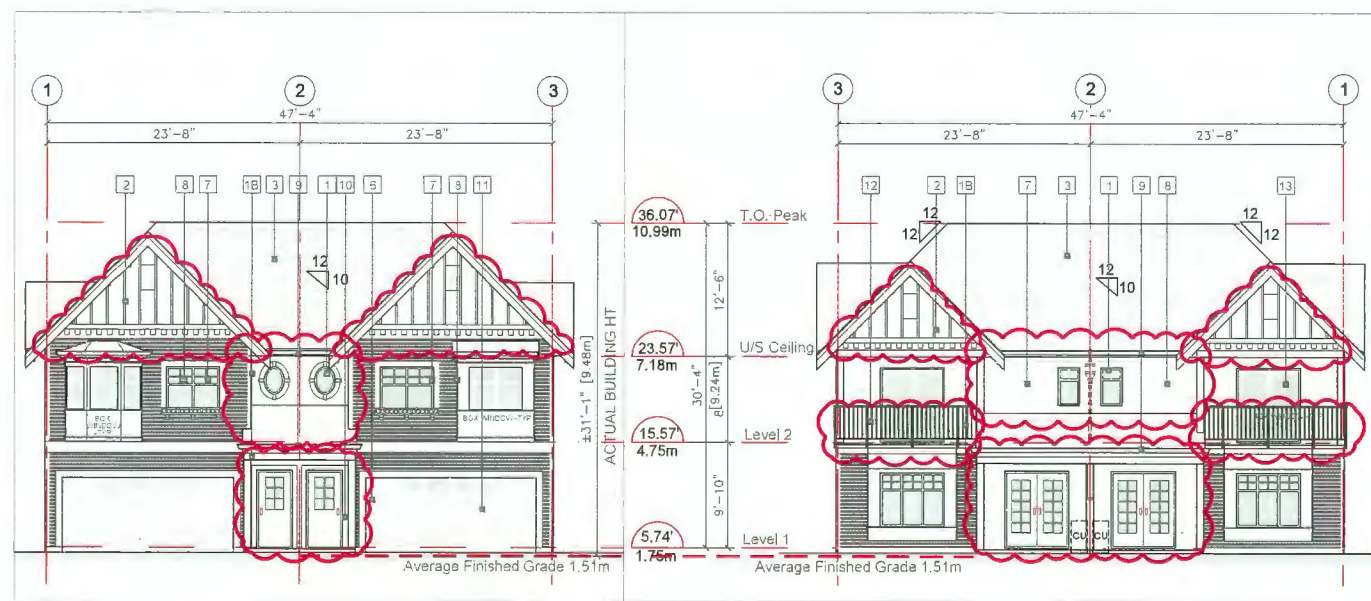 1 2 3
47'-4"
23'-8" 23'-8"
2 8 7 1B 3 9 1 10 6 7 8 11
12
10
BOX
WINDOW
BOX WINDOW-TYP
±31'-1" [9.48m]
ACTUAL BUILDING HT
36.07' T.O. Peak
10.99m
12'-6"
23.57' U/S Ceiling
7.18m
30'-4"
[9.24m]
8
15.57' Level 2
4.75m
9'-10"
5.74' Level 1
1.75m
Average Finished Grade 1.51m
3 2 1
47'-4"
23'-8" 23'-8"
12 2 1B 7 3 1 9 8 13
12
12
12
10
12
12
CU CU
Average Finished Grade 1.51m